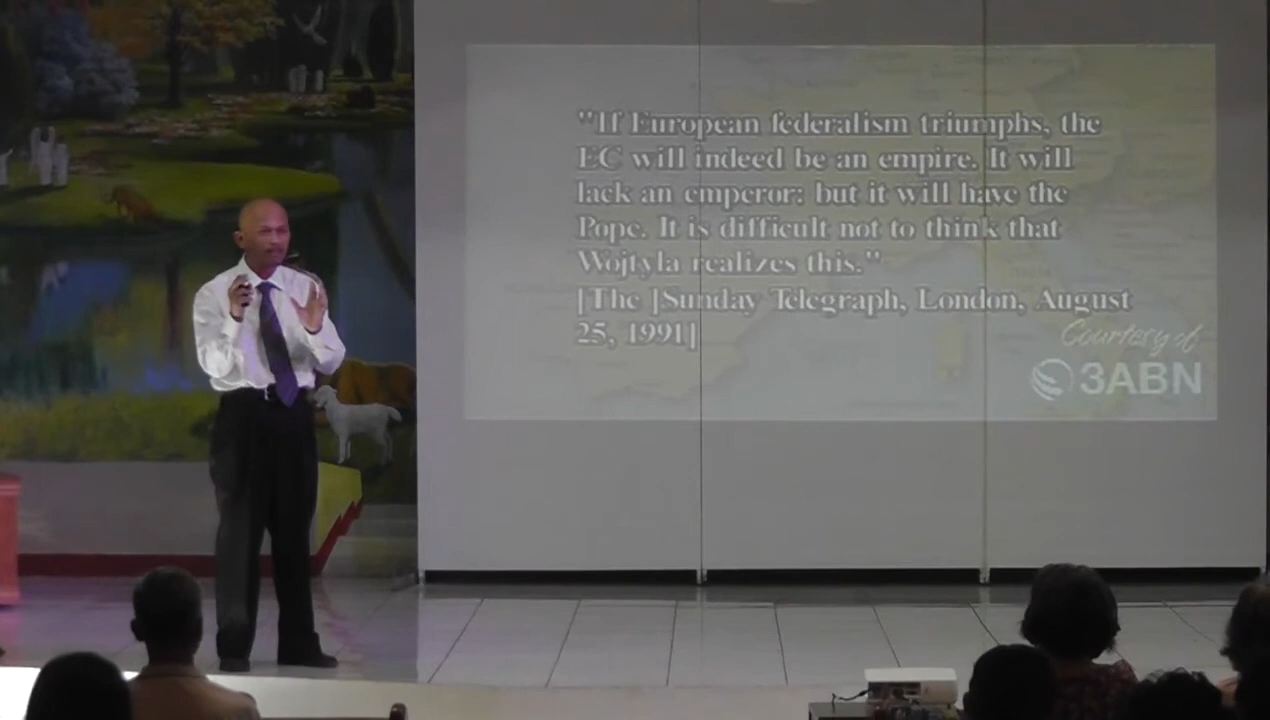 "If European federalism triumphs, the
EC will indeed be an empire. It will
lack an emperor: but it will have the
Pope. It is difficult not to think that
Wojtyla realizes this."
[The ]Sunday Telegraph, London, August
25, 1991]
Courtesy of
3ABN